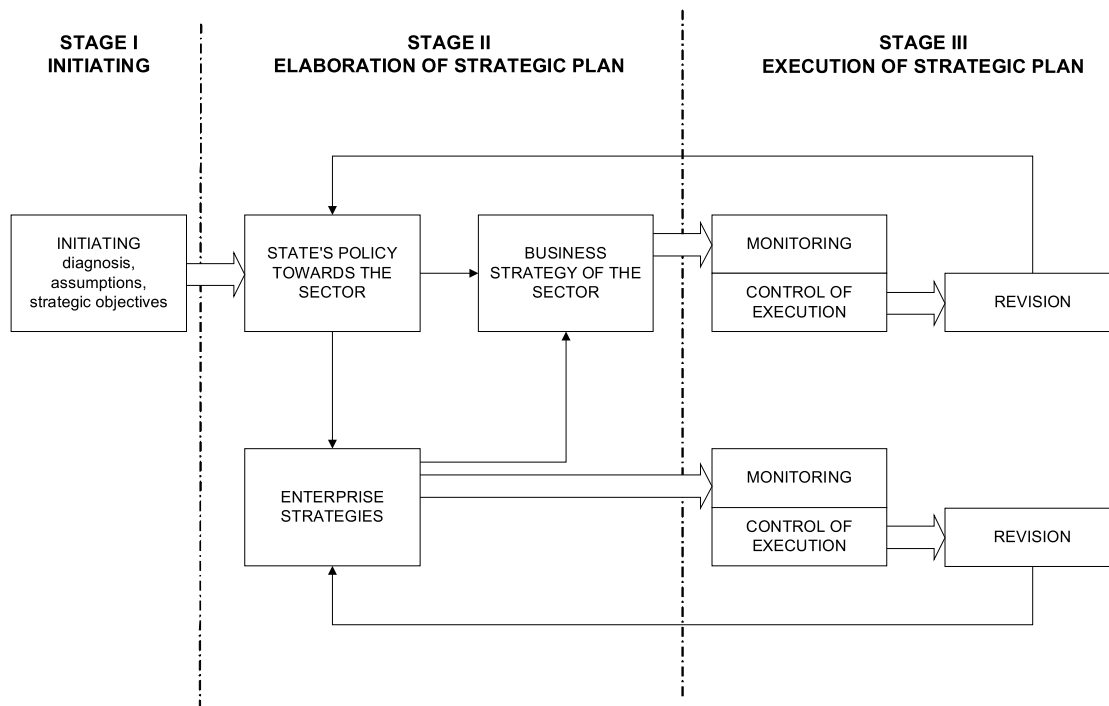 STAGE I
INITIATING
STAGE II
ELABORATION OF STRATEGIC PLAN
STAGE III
EXECUTION OF STRATEGIC PLAN
INITIATING
diagnosis,
assumptions,
strategic objectives
STATE'S POLICY
TOWARDS THE
SECTOR
BUSINESS
STRATEGY OF THE
SECTOR
MONITORING
CONTROL OF
EXECUTION
REVISION
ENTERPRISE
STRATEGIES
MONITORING
CONTROL OF
EXECUTION
REVISION